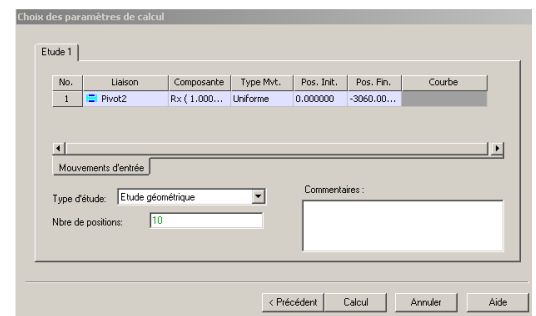 Choix des paramètres de calcul
Etude 1
No. Liaison Composante Type Mvt. Pos. Init. Pos. Fin. Courbe
1 Pivot2 Rx ( 1.000... Uniforme 0.000000 -3060.00...
Mouvements d'entrée
Type d'étude: Etude géométrique
Commentaires :
Nbre de positions: 10
< Précédent Calcul Annuler Aide